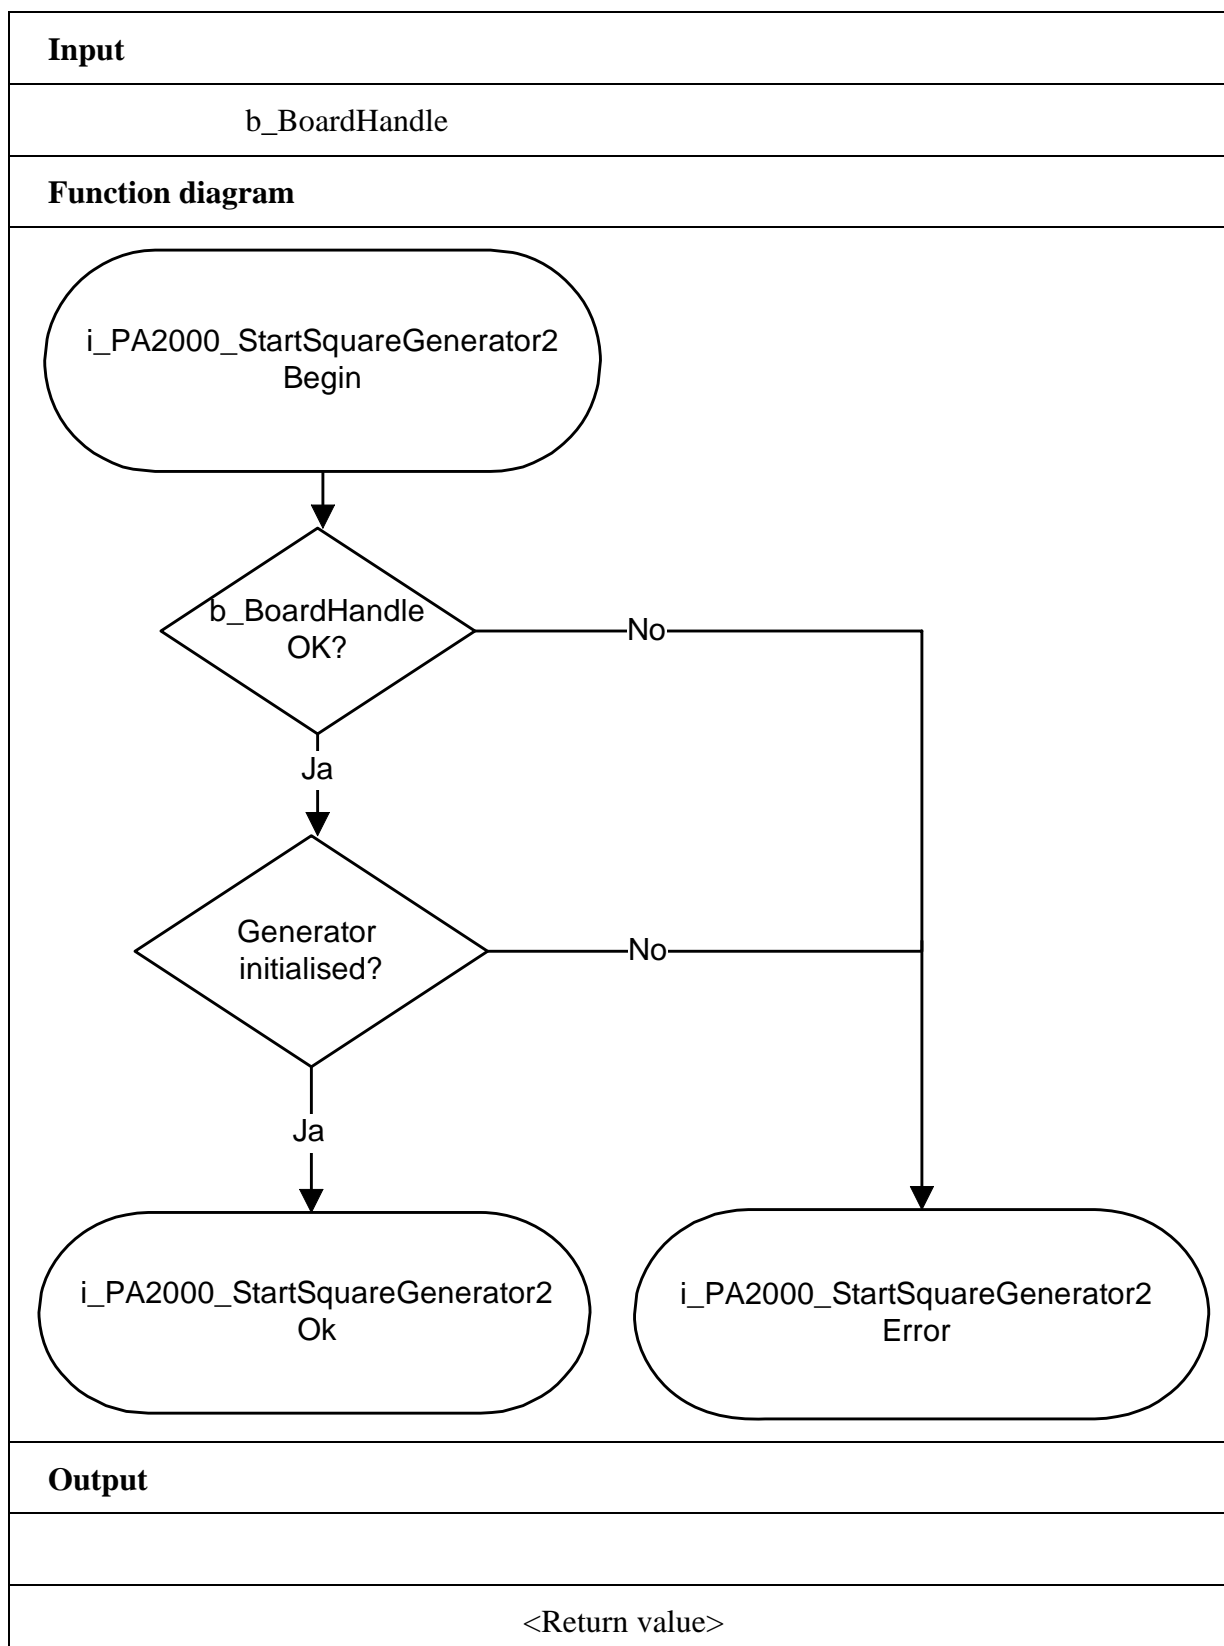 Input
b_BoardHandle
Function diagram
i_PA2000_StartSquareGenerator2
Begin
b_BoardHandle
OK?
No
Ja
Generator
initialised?
No
Ja
i_PA2000_StartSquareGenerator2
Ok
i_PA2000_StartSquareGenerator2
Error
Output
<Return value>